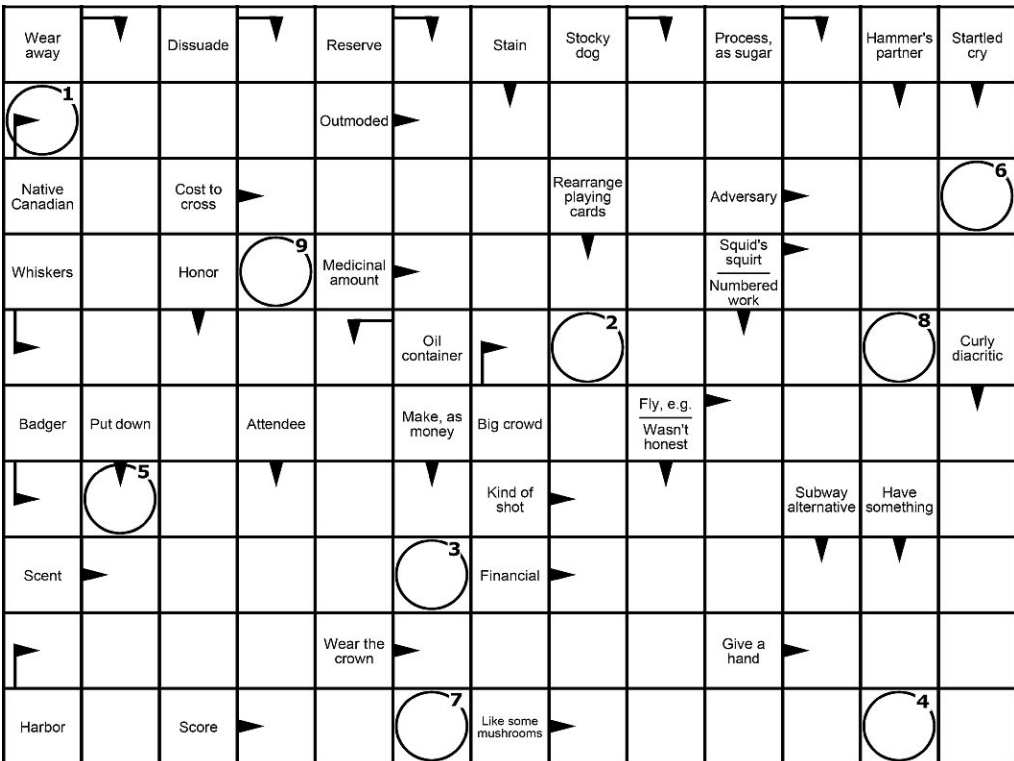 Wear
away
Dissuade
Reserve
Stain
Stocky
dog
Process,
as sugar
Hammer's
partner
Startled
cry
1
Outmoded
Native
Canadian
Cost to
cross
Rearrange
playing
cards
Adversary
6
Whiskers
Honor
9
Medicinal
amount
Squid's
squirt
Numbered
work
Oil
container
2
8
Curly
diacritic
Badger
Put down
Attendee
Make, as
money
Big crowd
Fly, e.g.
Wasn't
honest
5
Kind of
shot
Subway
alternative
Have
something
Scent
3
Financial
Wear the
crown
Give a
hand
Harbor
Score
7
Like some
mushrooms
4